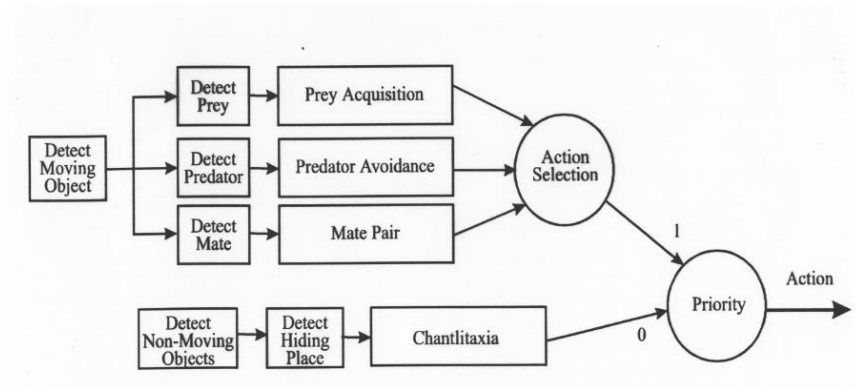 Detect
Prey
Prey Acquisition
Detect
Moving
Object
Detect
Predator
Predator Avoidance
Action
Selection
Detect
Mate
Mate Pair
1
Action
Priority
Detect
Non-Moving
Objects
Detect
Hiding
Place
Chantlitaxia
0